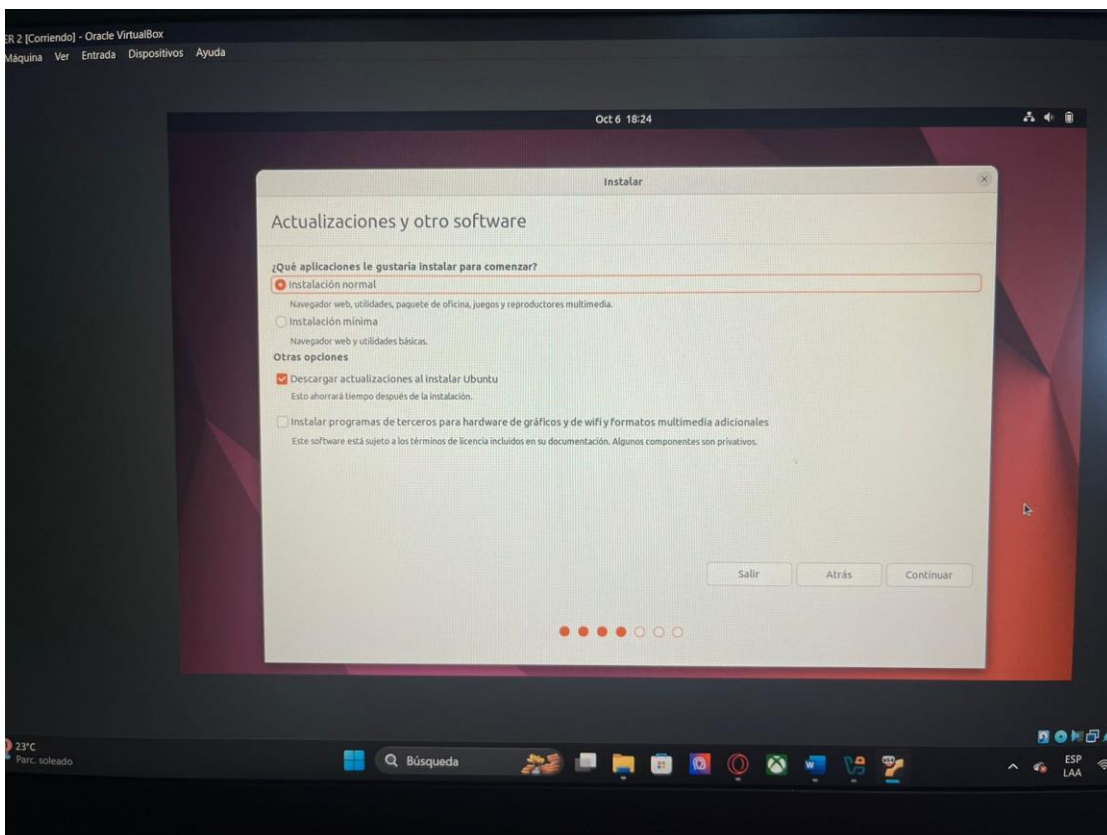 ER 2 [Corriendo] - Oracle VirtualBox
Máquina Ver Entrada Dispositivos Ayuda
Oct 6 18:24
Instalar
Actualizaciones y otro software
¿Qué aplicaciones le gustaría instalar para comenzar?
Instalación normal
Navegador web, utilidades, paquete de oficina, juegos y reproductores multimedia.
Instalación mínima
Navegador web y utilidades básicas.
Otras opciones
Descargar actualizaciones al instalar Ubuntu
Esto ahorrará tiempo después de la instalación.
Instalar programas de terceros para hardware de gráficos y de wifi y formatos multimedia adicionales
Este software está sujeto a los términos de licencia incluidos en su documentación. Algunos componentes son privativos.
Salir Atrás Continuar
23°C
Parc. soleado
Búsqueda
ESP
LAA